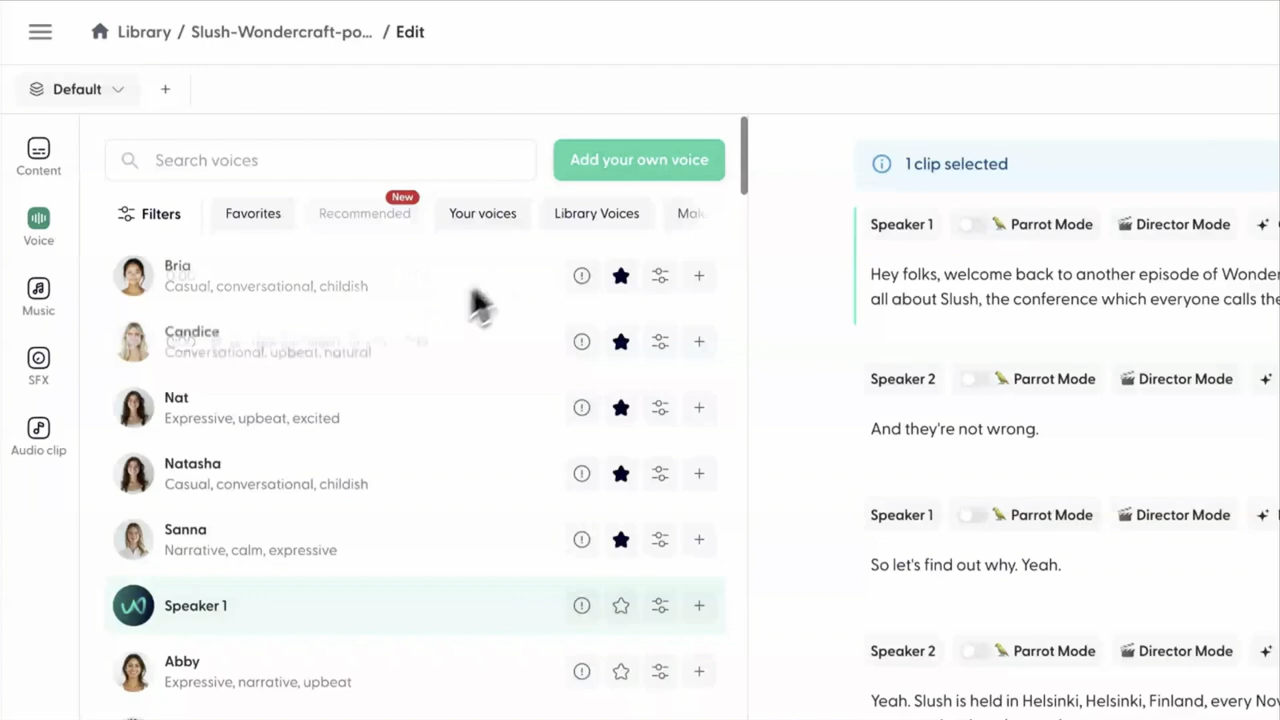 Library / Slush-Wondercraft-po... / Edit
Default
+
Content
Voice
Music
SFX
Audio clip
Search voices
Add your own voice
New
Filters
Favorites
Recommended
Your voices
Library Voices
Bria
Casual, conversational, childish
Candice
Conversational, upbeat, natural
Nat
Expressive, upbeat, excited
Natasha
Casual, conversational, childish
Sanna
Narrative, calm, expressive
Speaker 1
Abby
Expressive, narrative, upbeat
1 clip selected
Speaker 1 Parrot Mode Director Mode
Hey folks, welcome back to another episode of Wonder
all about Slush, the conference which everyone calls the
Speaker 2 Parrot Mode Director Mode
And they're not wrong.
Speaker 1 Parrot Mode Director Mode
So let's find out why. Yeah.
Speaker 2 Parrot Mode Director Mode
Yeah. Slush is held in Helsinki, Helsinki, Finland, every Nov